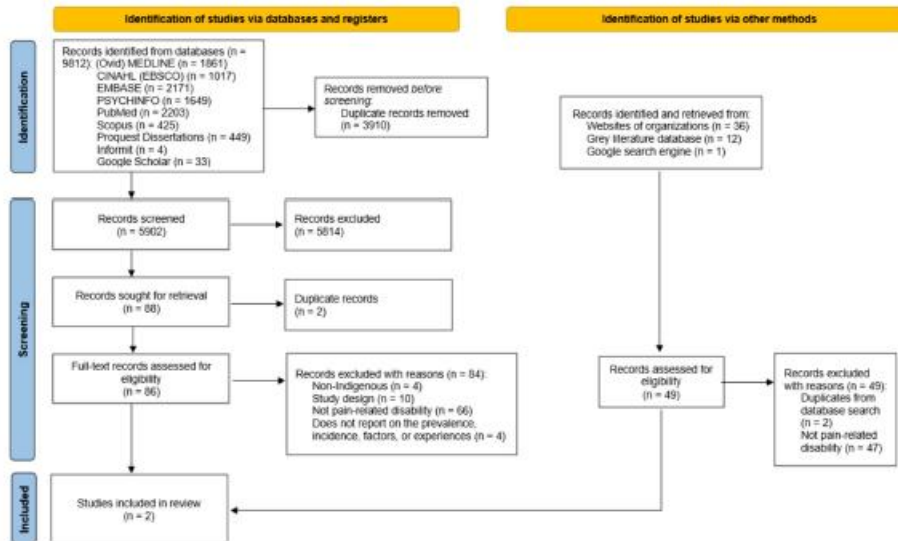 Identification of studies via databases and registers
Identification of studies via other methods
Identification
Records identified from databases (n =
9812): (Ovid) MEDLINE (n = 1861)
CINAHL (EBSCO) (n = 1017)
EMBASE (n = 2171)
PSYCHINFO (n = 1649)
PubMed (n = 2203)
Scopus (n = 425)
Proquest Dissertations (n = 449)
Informit (n = 4)
Google Scholar (n = 33)
Records removed before
screening:
Duplicate records removed
(n = 3910)
Records identified and retrieved from:
Websites of organizations (n = 36)
Grey literature database (n = 12)
Google search engine (n = 1)
Screening
Records screened
(n = 5902)
Records excluded
(n = 5814)
Records sought for retrieval
(n = 88)
Duplicate records
(n = 2)
Full-text records assessed for
eligibility
(n = 86)
Records excluded with reasons (n = 84):
Non-Indigenous (n = 4)
Study design (n = 10)
Not pain-related disability (n = 66)
Does not report on the prevalence,
incidence, factors, or experiences (n = 4)
Records assessed for
eligibility
(n = 49)
Records excluded
with reasons (n = 49):
Duplicates from
database search
(n = 2)
Not pain-related
disability (n = 47)
Included
Studies included in review
(n = 2)